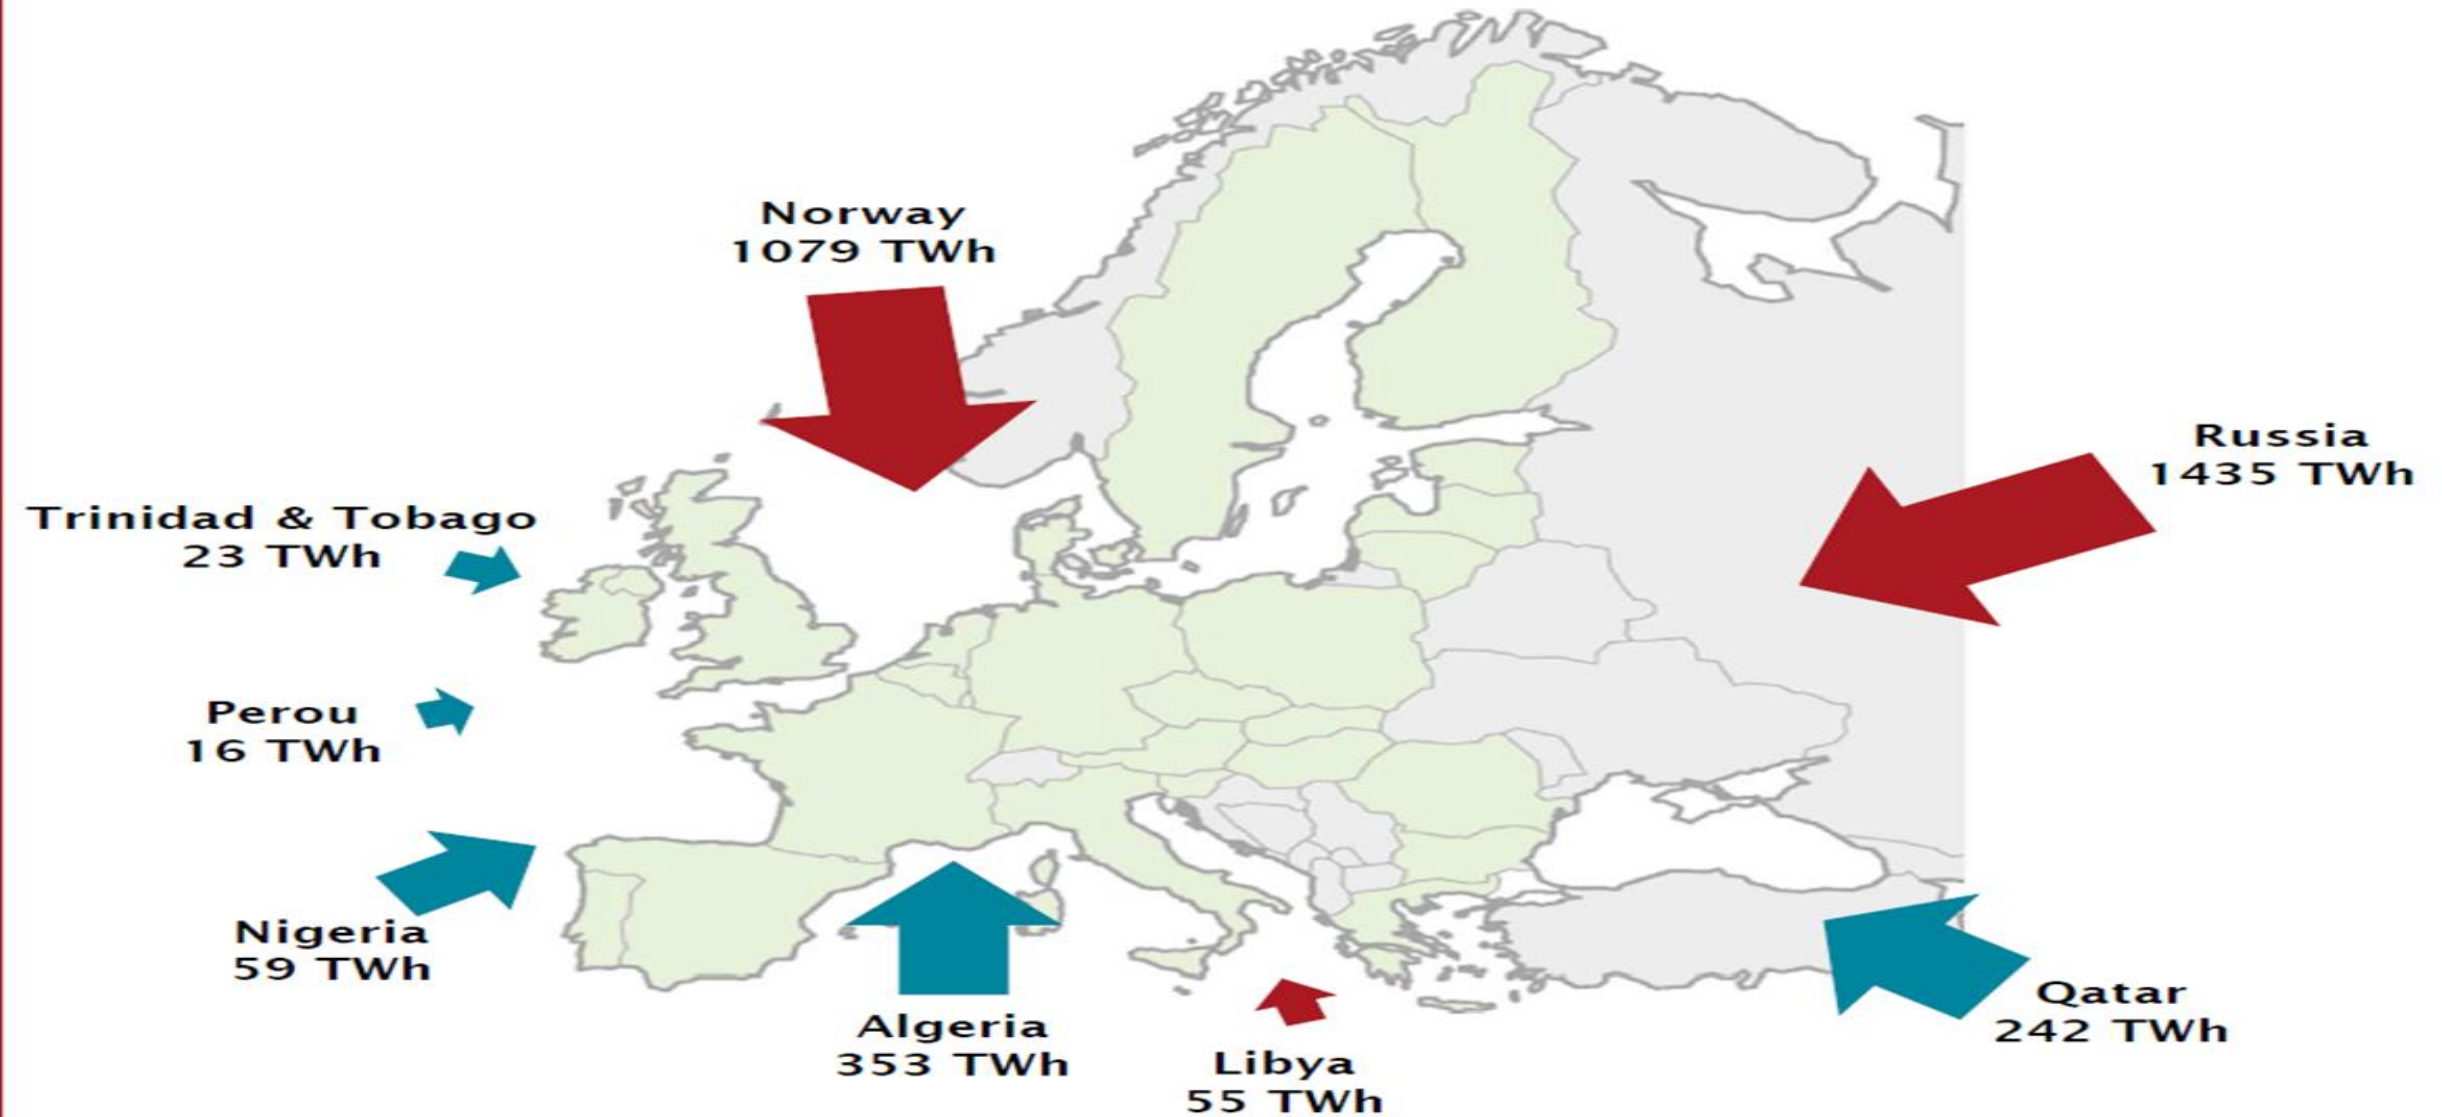 Norway
1079 TWh
Russia
1435 TWh
Trinidad & Tobago
23 TWh
Perou
16 TWh
Nigeria
59 TWh
Algeria
353 TWh
Libya
55 TWh
Qatar
242 TWh